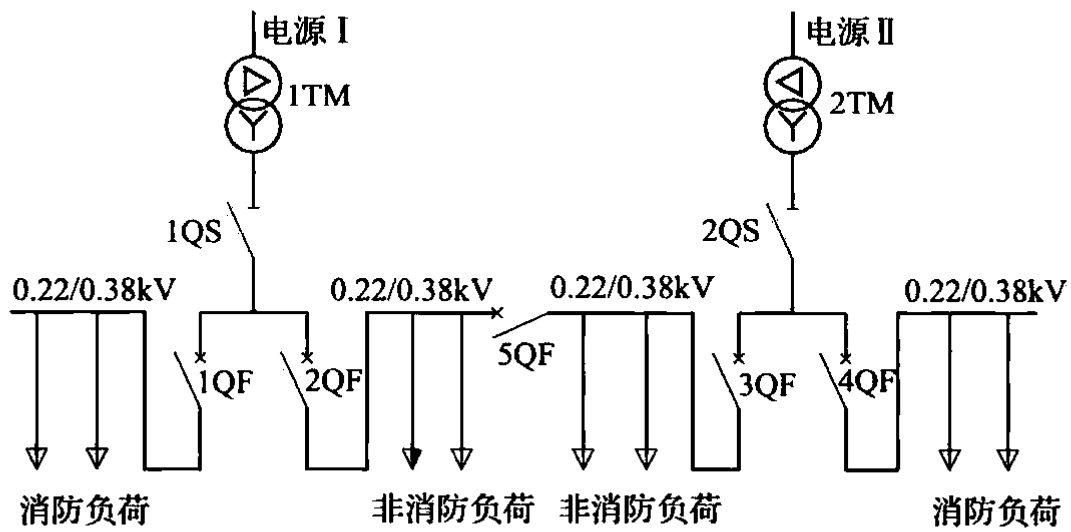 电源Ⅰ
电源Ⅱ
1TM
2TM
1QS
2QS
0.22/0.38kV
0.22/0.38kV
0.22/0.38kV
0.22/0.38kV
1QF
2QF
5QF
3QF
4QF
消防负荷
非消防负荷
非消防负荷
消防负荷